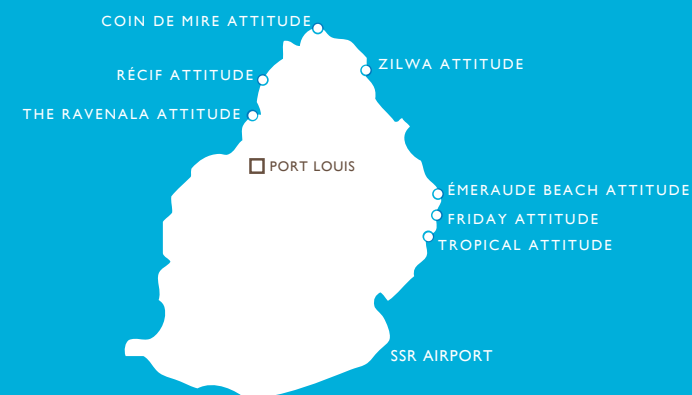 COIN DE MIRE ATTITUDE
ZILWA ATTITUDE
RÉCIF ATTITUDE
THE RAVENALA ATTITUDE
PORT LOUIS
ÉMERAUDE BEACH ATTITUDE
FRIDAY ATTITUDE
TROPICAL ATTITUDE
SSR AIRPORT